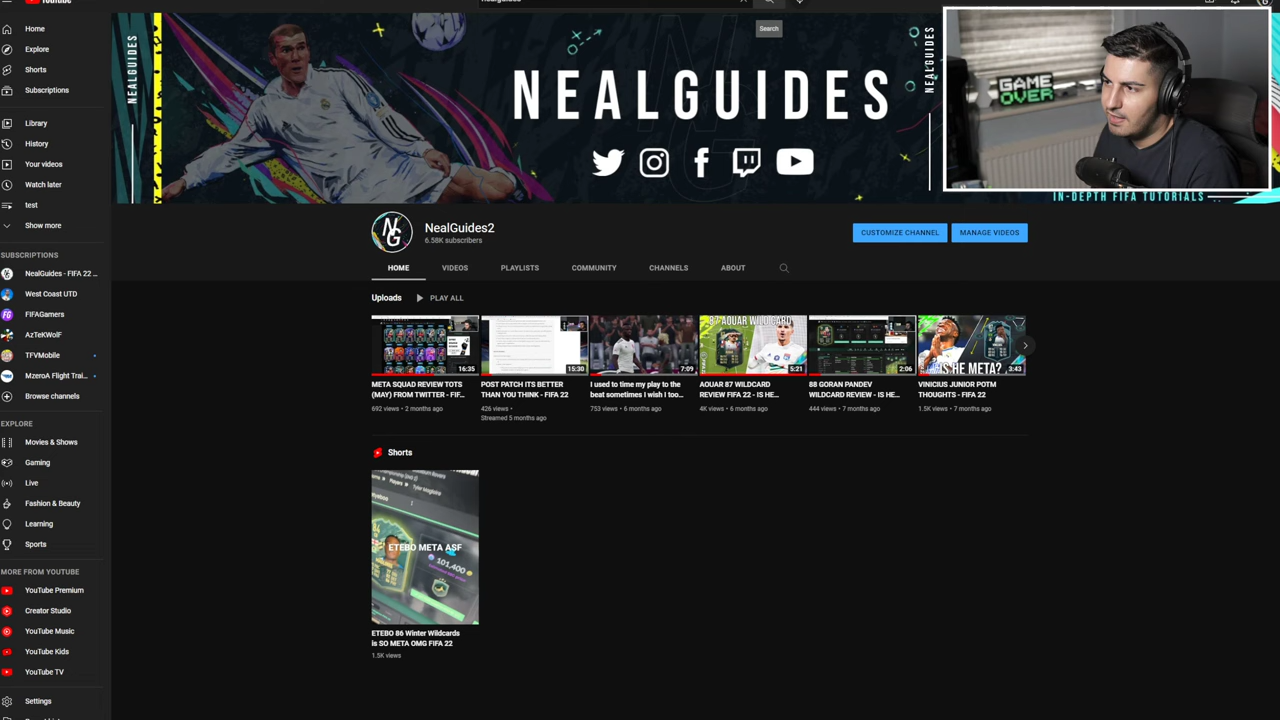 YouTube
nealguides
Search
Home
Explore
Shorts
Subscriptions
Library
History
Your videos
Watch later
test
Show more
SUBSCRIPTIONS
NealGuides - FIFA 22 ...
West Coast UTD
FIFAGamers
AzTeKWolF
TFVMobile
MzeroA Flight Trai...
Browse channels
EXPLORE
Movies & Shows
Gaming
Live
Fashion & Beauty
Learning
Sports
MORE FROM YOUTUBE
YouTube Premium
Creator Studio
YouTube Music
YouTube Kids
YouTube TV
Settings
NEALGUIDES
NEALGUIDES
NEALGUIDES
GAME
OVER
IN-DEPTH FIFA TUTORIALS
NG
NealGuides2
6.58K subscribers
CUSTOMIZE CHANNEL
MANAGE VIDEOS
HOME
VIDEOS
PLAYLISTS
COMMUNITY
CHANNELS
ABOUT
Uploads
PLAY ALL
16:35
META SQUAD REVIEW TOTS
(MAY) FROM TWITTER - FIF...
692 views • 2 months ago
15:30
POST PATCH ITS BETTER
THAN YOU THINK - FIFA 22
426 views •
Streamed 5 months ago
7:09
I used to time my play to the
beat sometimes I wish I too...
753 views • 6 months ago
87 AOUAR WILD CARD
5:21
AOUAR 87 WILDCARD
REVIEW FIFA 22 - IS HE...
4K views • 6 months ago
2:06
88 GORAN PANDEV
WILDCARD REVIEW - IS HE...
444 views • 7 months ago
IS HE META?
3:43
VINICIUS JUNIOR POTM
THOUGHTS - FIFA 22
1.5K views • 7 months ago
Shorts
ETEBO META ASF
101,400
ETEBO 86 Winter Wildcards
is SO META OMG FIFA 22
1.5K views